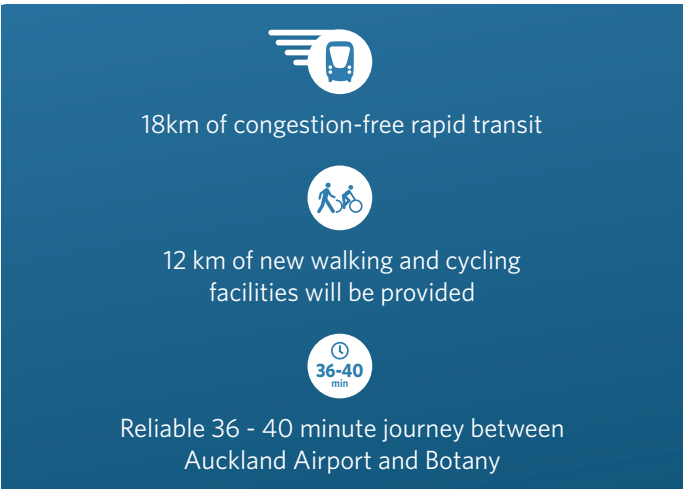 18km of congestion-free rapid transit
12 km of new walking and cycling
facilities will be provided
36-40
min
Reliable 36 - 40 minute journey between
Auckland Airport and Botany